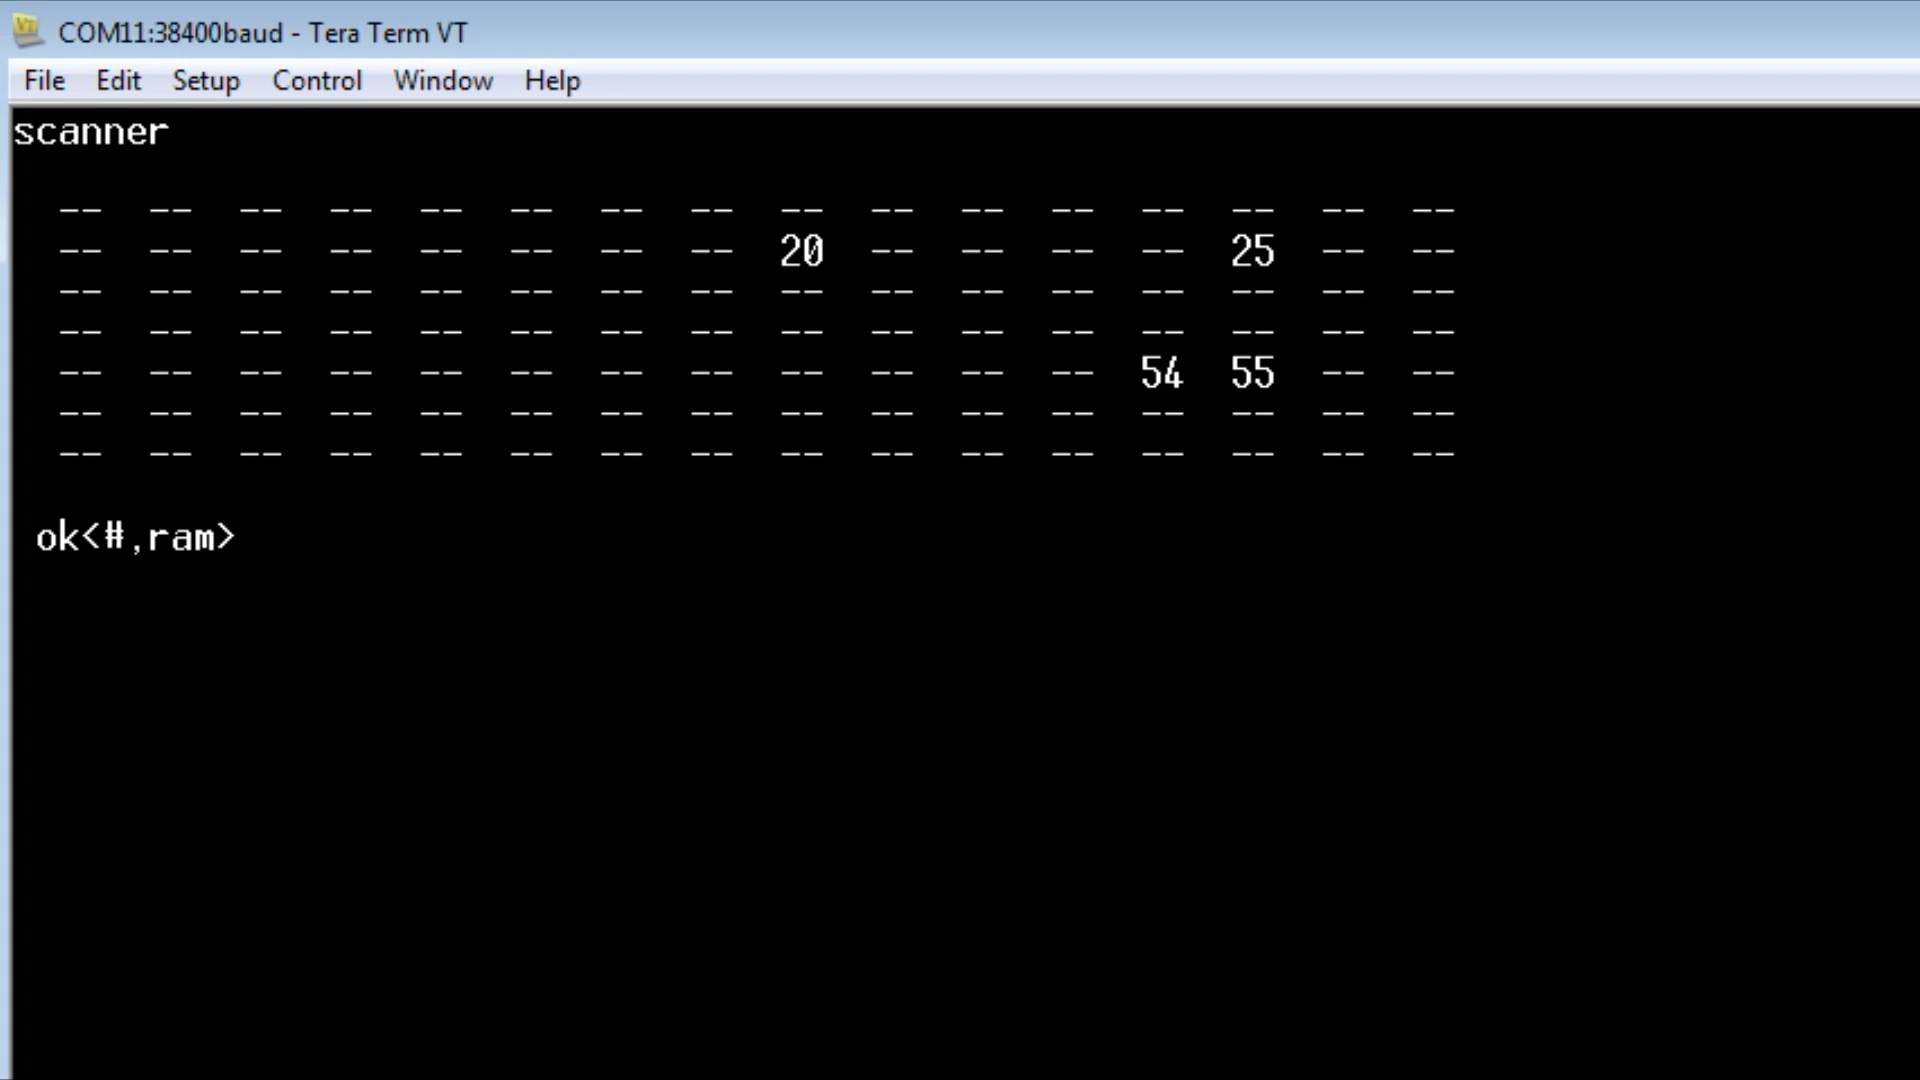 COM11:38400baud - Tera Term VT
File Edit Setup Control Window Help
scanner
-- -- -- -- -- -- -- -- -- -- -- -- -- -- -- --
-- -- -- -- -- -- -- -- 20 -- -- -- -- 25 -- --
-- -- -- -- -- -- -- -- -- -- -- -- -- -- -- --
-- -- -- -- -- -- -- -- -- -- -- -- -- -- -- --
-- -- -- -- -- -- -- -- -- -- -- -- 54 55 -- --
-- -- -- -- -- -- -- -- -- -- -- -- -- -- -- --
-- -- -- -- -- -- -- -- -- -- -- -- -- -- -- --
ok<#,ram>